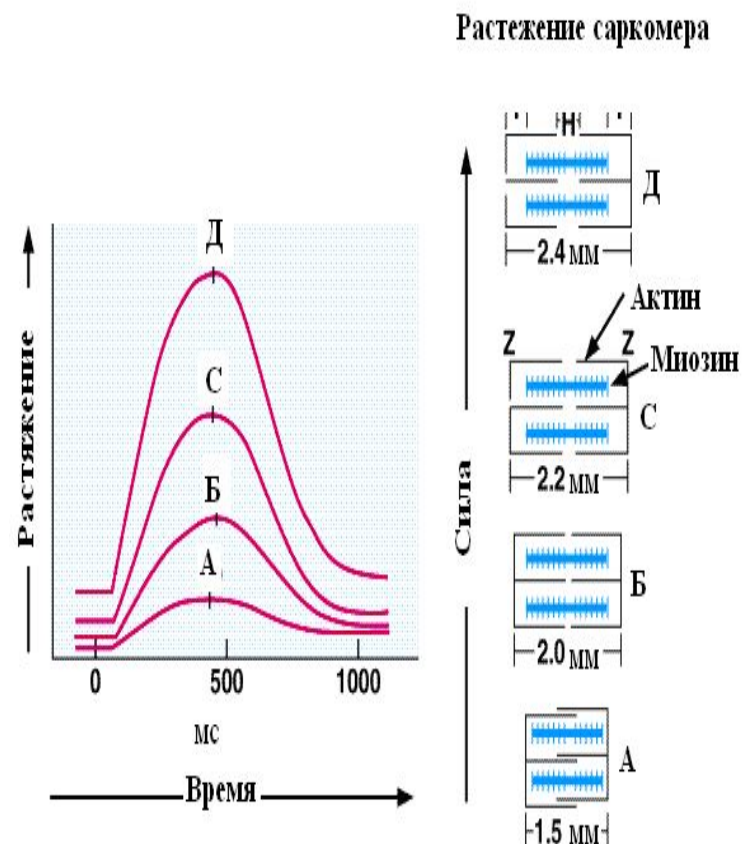 Растежение саркомера
H
Д
2.4 мм
Актин
Z
Z
Миозин
С
2.2 мм
Б
2.0 мм
А
1.5 мм
Сила
Растяжение
Д
С
Б
А
0
500
1000
мс
Время